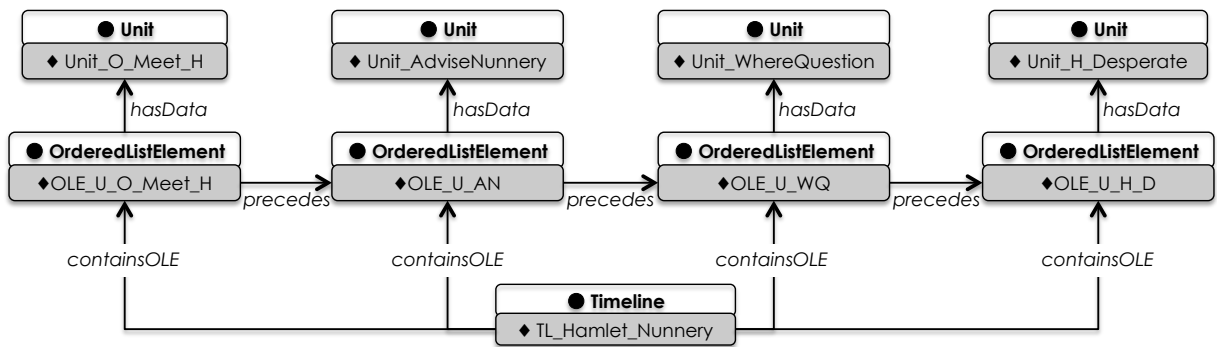 ● Unit ● Unit ● Unit ● Unit
♦ Unit_O_Meet_H ♦ Unit_AdviseNunnery ♦ Unit_WhereQuestion ♦ Unit_H_Desperate
hasData hasData hasData hasData
● OrderedListElement ● OrderedListElement ● OrderedListElement ● OrderedListElement
♦OLE_U_O_Meet_H ♦OLE_U_AN ♦OLE_U_WQ ♦OLE_U_H_D
precedes precedes precedes
containsOLE containsOLE containsOLE containsOLE
● Timeline
♦ TL_Hamlet_Nunnery